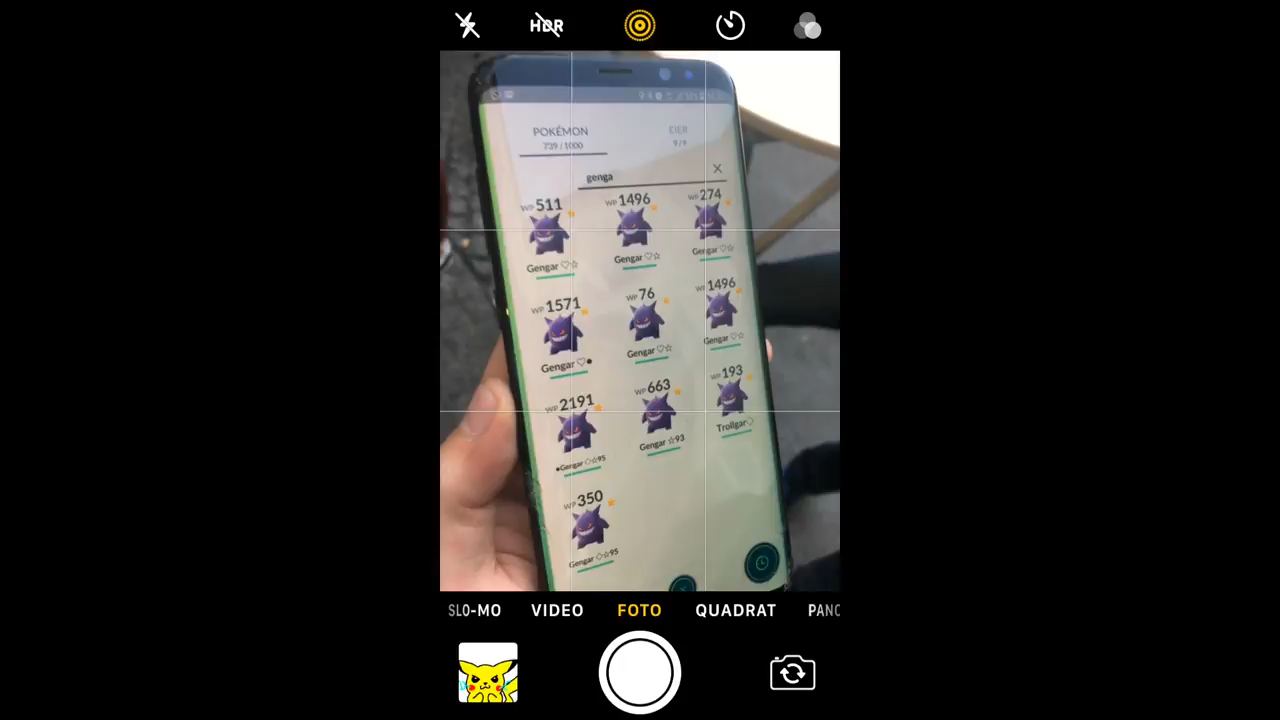 HDR
POKÉMON
739 / 1000
EIER
9/9
genga
WP 511
WP 1496
WP 274
Gengar ♡☆
Gengar ♡☆
Gengar ♡☆
WP 1571
WP 76
WP 1496
Gengar ♡●
Gengar ♡☆
Gengar ♡☆
WP 2191
WP 663
WP 193
●Gengar ◇☆95
Gengar ☆93
Trollgar◇
WP 350
Gengar ◇☆95
SLO-MO
VIDEO
FOTO
QUADRAT
PANO